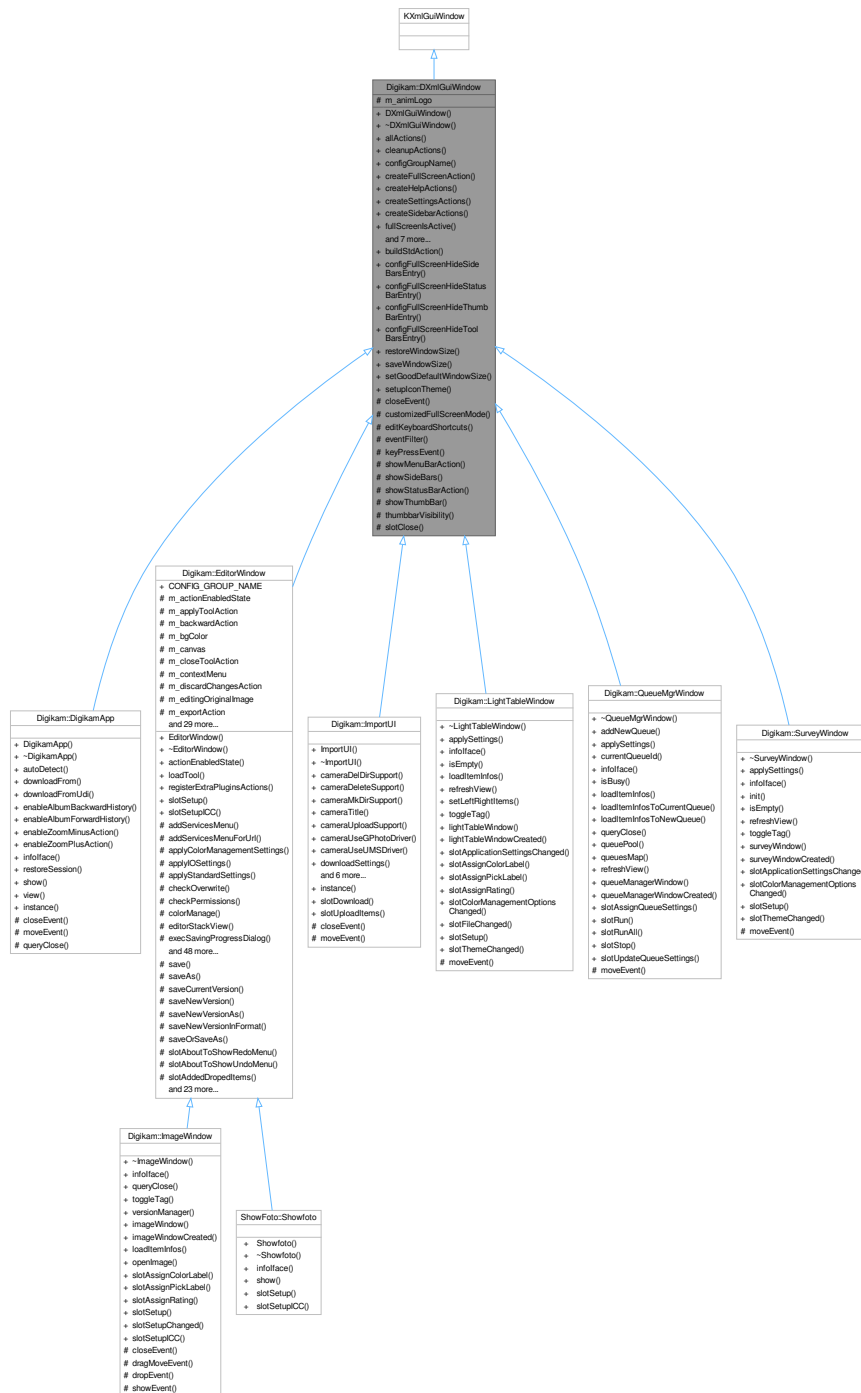 KXmlGuiWindow
Digikam::DXmlGuiWindow
# m_animLogo
+ DXmlGuiWindow()
+ ~DXmlGuiWindow()
+ allActions()
+ cleanupActions()
+ configGroupName()
+ createFullScreenAction()
+ createHelpActions()
+ createSettingsActions()
+ createSidebarActions()
+ fullScreenIsActive()
and 7 more...
+ buildStdAction()
+ configFullScreenHideSide
BarsEntry()
+ configFullScreenHideStatus
BarEntry()
+ configFullScreenHideThumb
BarEntry()
+ configFullScreenHideTool
BarsEntry()
+ restoreWindowSize()
+ saveWindowSize()
+ setGoodDefaultWindowSize()
+ setupIconTheme()
# closeEvent()
# customizedFullScreenMode()
# editKeyboardShortcuts()
# eventFilter()
# keyPressEvent()
# showMenuBarAction()
# showSideBars()
# showStatusBarAction()
# showThumbBar()
# thumbbarVisibility()
# slotClose()
Digikam::DigikamApp
+ DigikamApp()
+ ~DigikamApp()
+ autoDetect()
+ downloadFrom()
+ downloadFromUdi()
+ enableAlbumBackwardHistory()
+ enableAlbumForwardHistory()
+ enableZoomMinusAction()
+ enableZoomPlusAction()
+ infoIface()
+ restoreSession()
+ show()
+ view()
+ instance()
# closeEvent()
# moveEvent()
# queryClose()
Digikam::EditorWindow
+ CONFIG_GROUP_NAME
# m_actionEnabledState
# m_applyToolAction
# m_backwardAction
# m_bgColor
# m_canvas
# m_closeToolAction
# m_contextMenu
# m_discardChangesAction
# m_editingOriginalImage
# m_exportAction
and 29 more...
+ EditorWindow()
+ ~EditorWindow()
+ actionEnabledState()
+ loadTool()
+ registerExtraPluginsActions()
+ slotSetup()
+ slotSetupICC()
# addServicesMenu()
# addServicesMenuForUrl()
# applyColorManagementSettings()
# applyIOSettings()
# applyStandardSettings()
# checkOverwrite()
# checkPermissions()
# colorManage()
# editorStackView()
# execSavingProgressDialog()
and 48 more...
# save()
# saveAs()
# saveCurrentVersion()
# saveNewVersion()
# saveNewVersionAs()
# saveNewVersionInFormat()
# saveOrSaveAs()
# slotAboutToShowRedoMenu()
# slotAboutToShowUndoMenu()
# slotAddedDropedItems()
and 23 more...
Digikam::ImportUI
+ ImportUI()
+ ~ImportUI()
+ cameraDelDirSupport()
+ cameraDeleteSupport()
+ cameraMkDirSupport()
+ cameraTitle()
+ cameraUploadSupport()
+ cameraUseGPhotoDriver()
+ cameraUseUMSDriver()
+ downloadSettings()
and 6 more...
+ instance()
+ slotDownload()
+ slotUploadItems()
# closeEvent()
# moveEvent()
Digikam::LightTableWindow
+ ~LightTableWindow()
+ applySettings()
+ infoIface()
+ isEmpty()
+ loadItemInfos()
+ refreshView()
+ setLeftRightItems()
+ toggleTag()
+ lightTableWindow()
+ lightTableWindowCreated()
+ slotApplicationSettingsChanged()
+ slotAssignColorLabel()
+ slotAssignPickLabel()
+ slotAssignRating()
+ slotColorManagementOptions
Changed()
+ slotFileChanged()
+ slotSetup()
+ slotThemeChanged()
# moveEvent()
Digikam::QueueMgrWindow
+ ~QueueMgrWindow()
+ addNewQueue()
+ applySettings()
+ currentQueueId()
+ infoIface()
+ isBusy()
+ loadItemInfos()
+ loadItemInfosToCurrentQueue()
+ loadItemInfosToNewQueue()
+ queryClose()
+ queuePool()
+ queuesMap()
+ refreshView()
+ queueManagerWindow()
+ queueManagerWindowCreated()
+ slotAssignQueueSettings()
+ slotRun()
+ slotRunAll()
+ slotStop()
+ slotUpdateQueueSettings()
# moveEvent()
Digikam::SurveyWindow
+ ~SurveyWindow()
+ applySettings()
+ infoIface()
+ init()
+ isEmpty()
+ refreshView()
+ toggleTag()
+ surveyWindow()
+ surveyWindowCreated()
+ slotApplicationSettingsChanged
+ slotColorManagementOptions
Changed()
+ slotSetup()
+ slotThemeChanged()
# moveEvent()
Digikam::ImageWindow
+ ~ImageWindow()
+ infoIface()
+ queryClose()
+ toggleTag()
+ versionManager()
+ imageWindow()
+ imageWindowCreated()
+ loadItemInfos()
+ openImage()
+ slotAssignColorLabel()
+ slotAssignPickLabel()
+ slotAssignRating()
+ slotSetup()
+ slotSetupChanged()
+ slotSetupICC()
# closeEvent()
# dragMoveEvent()
# dropEvent()
# showEvent()
ShowFoto::Showfoto
+ Showfoto()
+ ~Showfoto()
+ infoIface()
+ show()
+ slotSetup()
+ slotSetupICC()